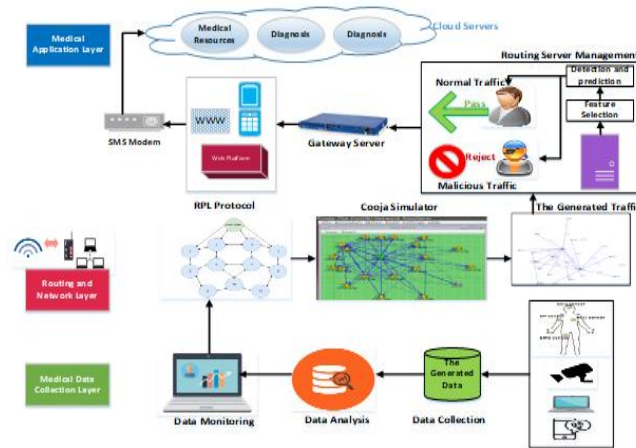 Medical
Application Layer
Medical
Resources
Diagnosis
Diagnosis
Cloud Servers
Routing Server Management
Normal Traffic
Detection and
prediction
Pass
Feature
Selection
WWW
Web Platform
SMS Modem
Gateway Server
Reject
Malicious Traffic
RPL Protocol
Cooja Simulator
The Generated Traffic
Routing and
Network Layer
Medical Data
Collection Layer
The
Generated
Data
Data Monitoring
Data Analysis
Data Collection